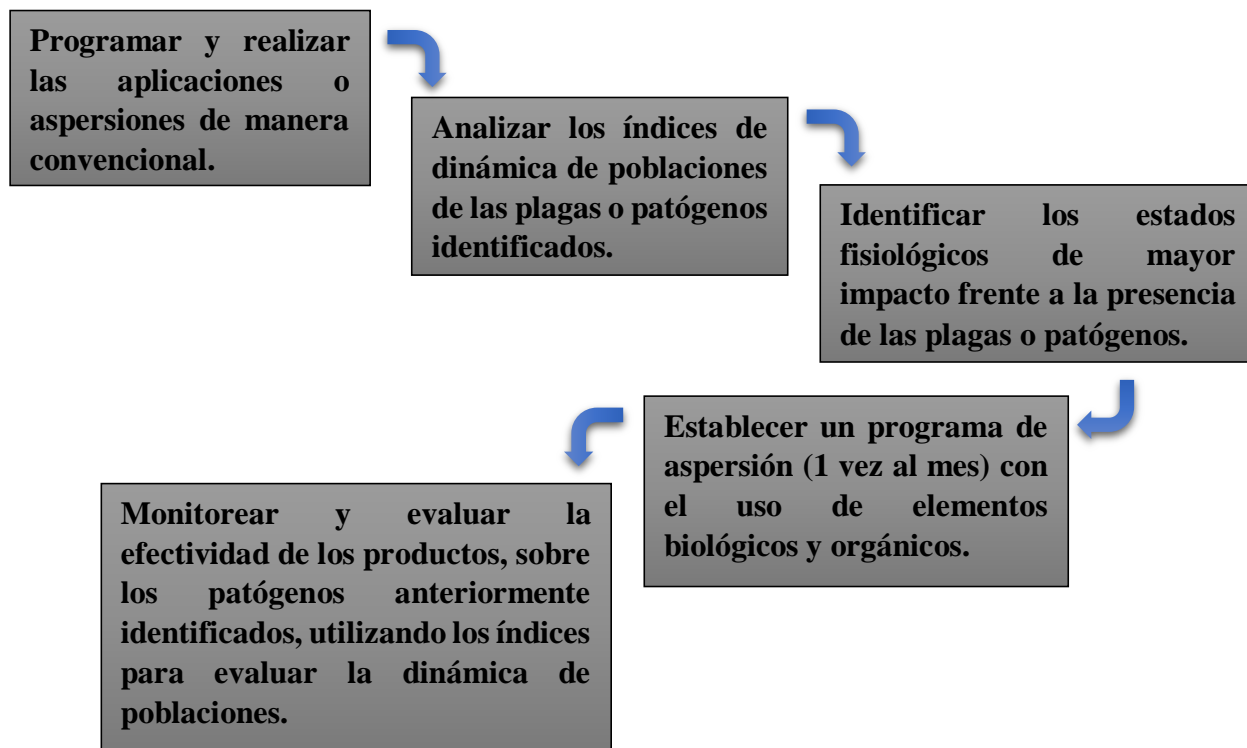 Programar y realizar
las aplicaciones o
aspersiones de manera
convencional.
Analizar los índices de
dinámica de poblaciones
de las plagas o patógenos
identificados.
Identificar los estados
fisiológicos de mayor
impacto frente a la presencia
de las plagas o patógenos.
Establecer un programa de
aspersión (1 vez al mes) con
el uso de elementos
biológicos y orgánicos.
Monitorear y evaluar la
efectividad de los productos, sobre
los patógenos anteriormente
identificados, utilizando los índices
para evaluar la dinámica de
poblaciones.